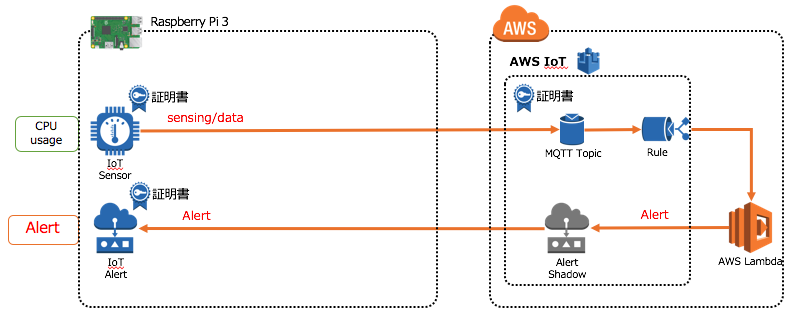 Raspberry Pi 3
AWS
AWS IoT
証明書
証明書
CPU
usage
sensing/data
IoT
Sensor
MQTT Topic
Rule
証明書
Alert
Alert
Alert
IoT
Alert
Alert
Shadow
AWS Lambda